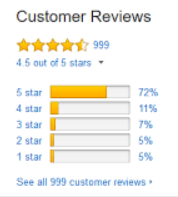 Customer Reviews
999
4.5 out of 5 stars
5 star 72%
4 star 11%
3 star 7%
2 star 5%
1 star 5%
See all 999 customer reviews ›